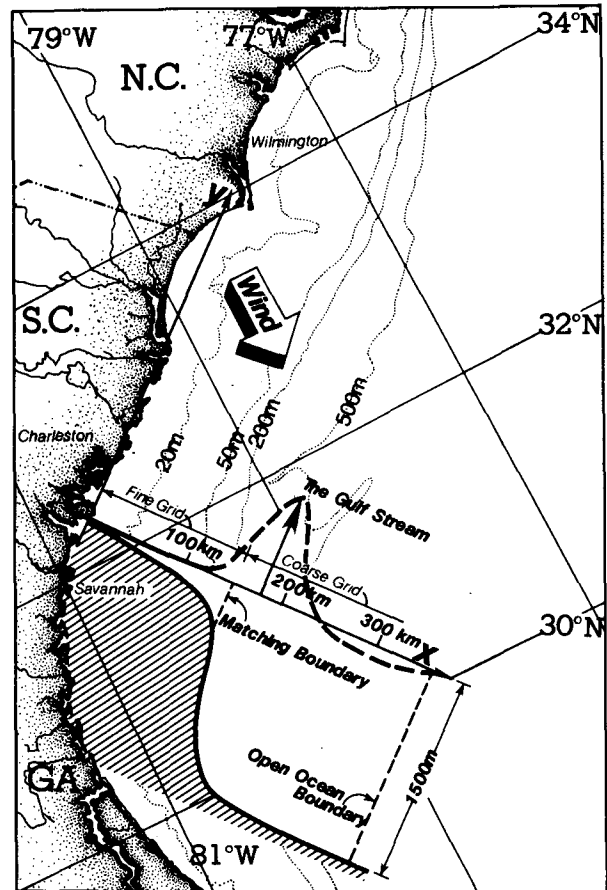 79°W
77°W
34°N
N.C.
Wilmington
y
Wind
S.C.
32°N
20m
50m
200m
500m
Charleston
The Gulf Stream
Fine Grid
100km
Coarse Grid
200km
300 km
X
30°N
Savannah
Matching Boundary
Open Ocean
Boundary
1500m
GA
81°W